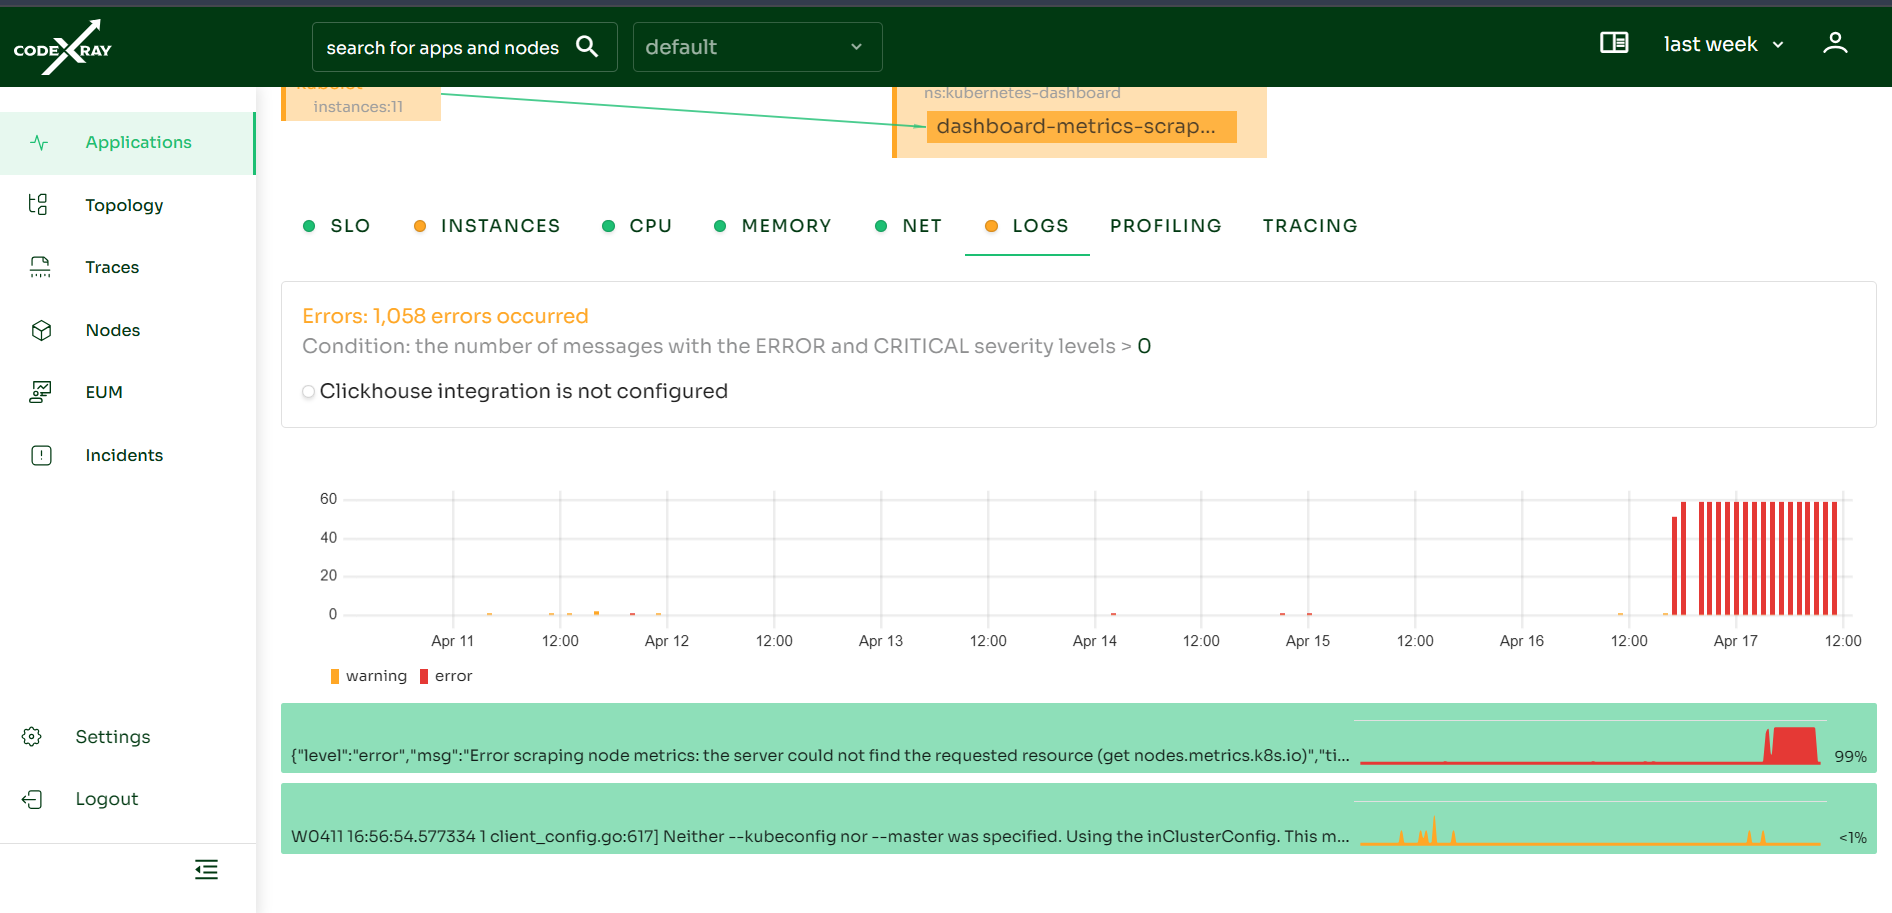 CODE XRAY
search for apps and nodes
default
last week
instances:11
ns:kubernetes-dashboard
dashboard-metrics-scrap...
Applications
Topology
Traces
Nodes
EUM
Incidents
Settings
Logout
SLO
INSTANCES
CPU
MEMORY
NET
LOGS
PROFILING
TRACING
Errors: 1,058 errors occurred
Condition: the number of messages with the ERROR and CRITICAL severity levels > 0
Clickhouse integration is not configured
60
40
20
0
Apr 11
12:00
Apr 12
12:00
Apr 13
12:00
Apr 14
12:00
Apr 15
12:00
Apr 16
12:00
Apr 17
12:00
warning
error
{"level":"error","msg":"Error scraping node metrics: the server could not find the requested resource (get nodes.metrics.k8s.io)","ti...
99%
W0411 16:56:54.577334 1 client_config.go:617] Neither --kubeconfig nor --master was specified. Using the inClusterConfig. This m...
<1%